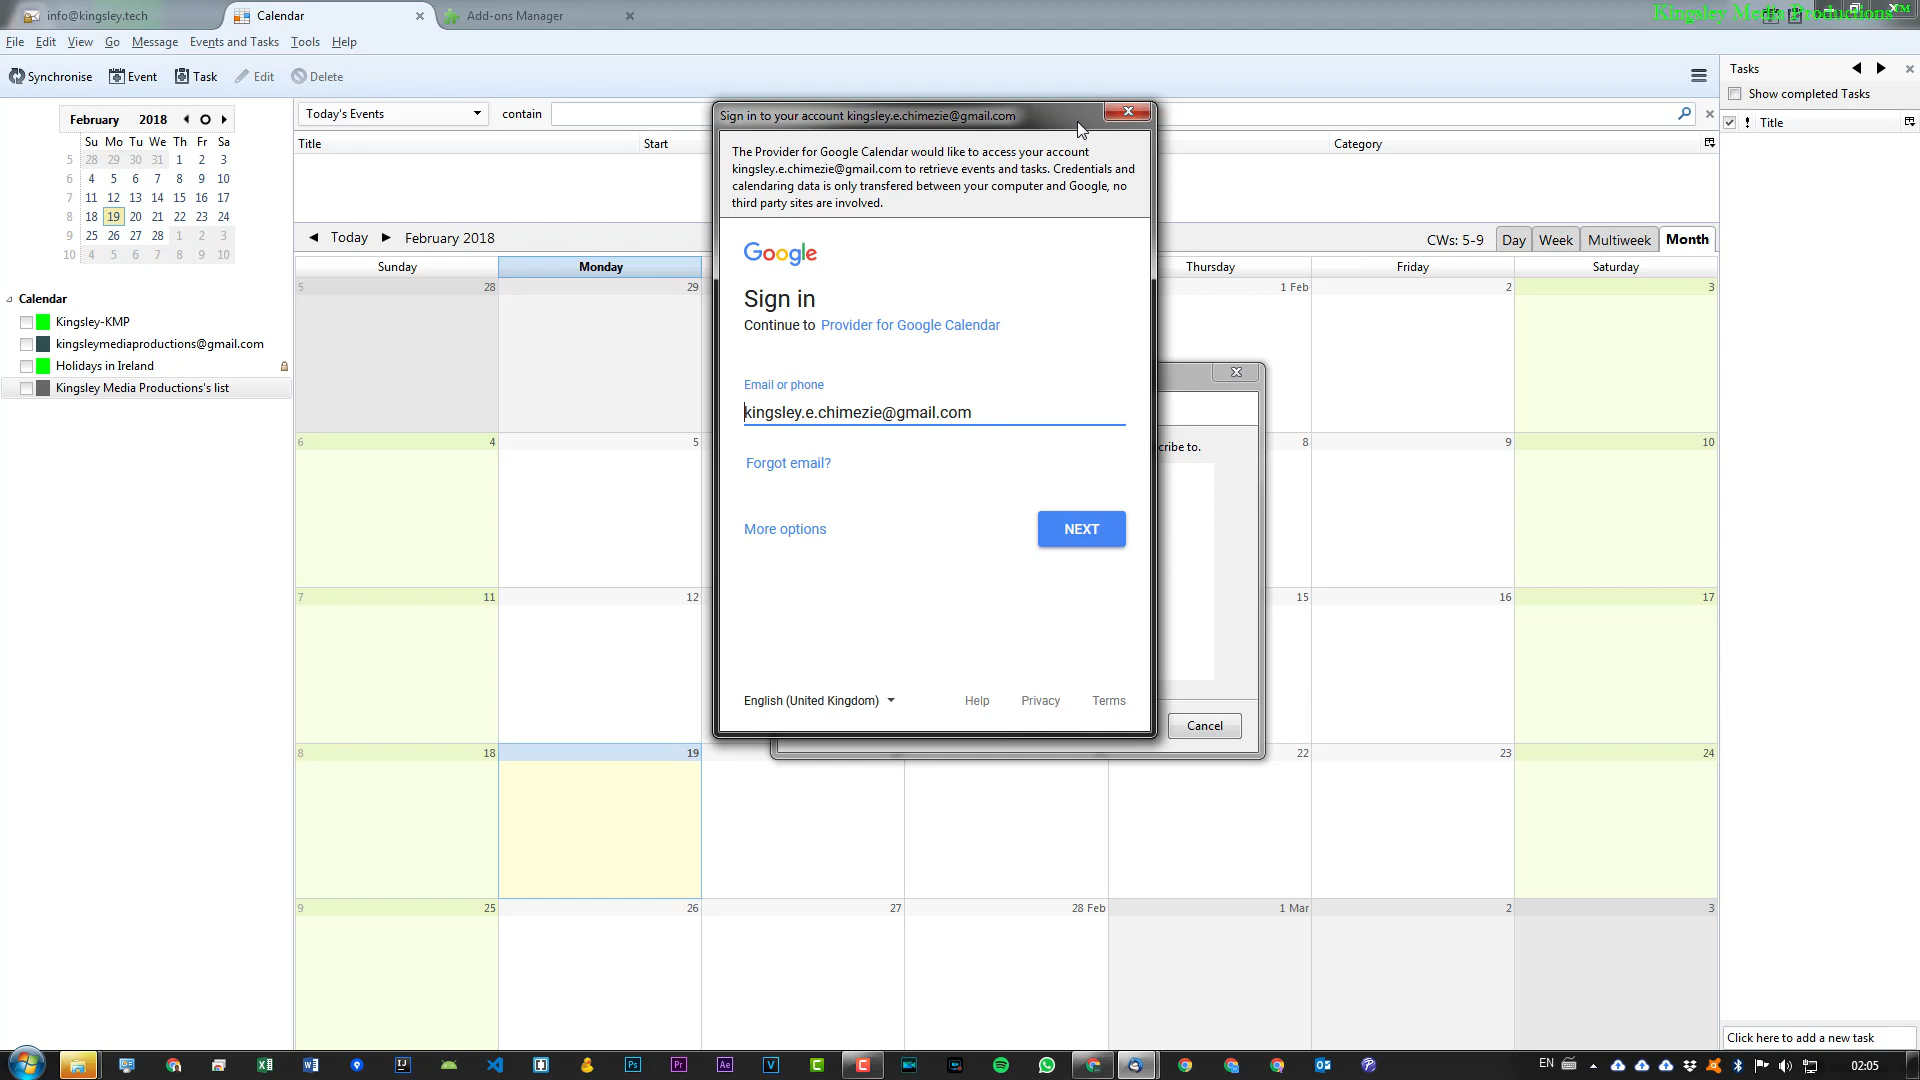 info@kingsley.tech
Calendar
Add-ons Manager
Kingsley Media Productions™
File Edit View Go Message Events and Tasks Tools Help
Synchronise Event Task Edit Delete
Tasks
Show completed Tasks
Title
February 2018
Su Mo Tu We Th Fr Sa
5 28 29 30 31 1 2 3
6 4 5 6 7 8 9 10
7 11 12 13 14 15 16 17
8 18 19 20 21 22 23 24
9 25 26 27 28 1 2 3
10 4 5 6 7 8 9 10
Calendar
Kingsley-KMP
kingsleymediaproductions@gmail.com
Holidays in Ireland
Kingsley Media Productions's list
Today's Events contain
Title Start Category
Today February 2018
CWs: 5-9 Day Week Multiweek Month
Sunday Monday Thursday Friday Saturday
5 28 29 1 Feb 2 3
6 4 5 8 9 10
7 11 12 15 16 17
8 18 19 22 23 24
9 25 26 27 28 Feb 1 Mar 2 3
Sign in to your account kingsley.e.chimezie@gmail.com
The Provider for Google Calendar would like to access your account
kingsley.e.chimezie@gmail.com to retrieve events and tasks. Credentials and
calendaring data is only transfered between your computer and Google, no
third party sites are involved.
Google
Sign in
Continue to Provider for Google Calendar
Email or phone
kingsley.e.chimezie@gmail.com
Forgot email?
More options NEXT
English (United Kingdom) Help Privacy Terms
cribe to.
Cancel
Click here to add a new task
EN 02:05